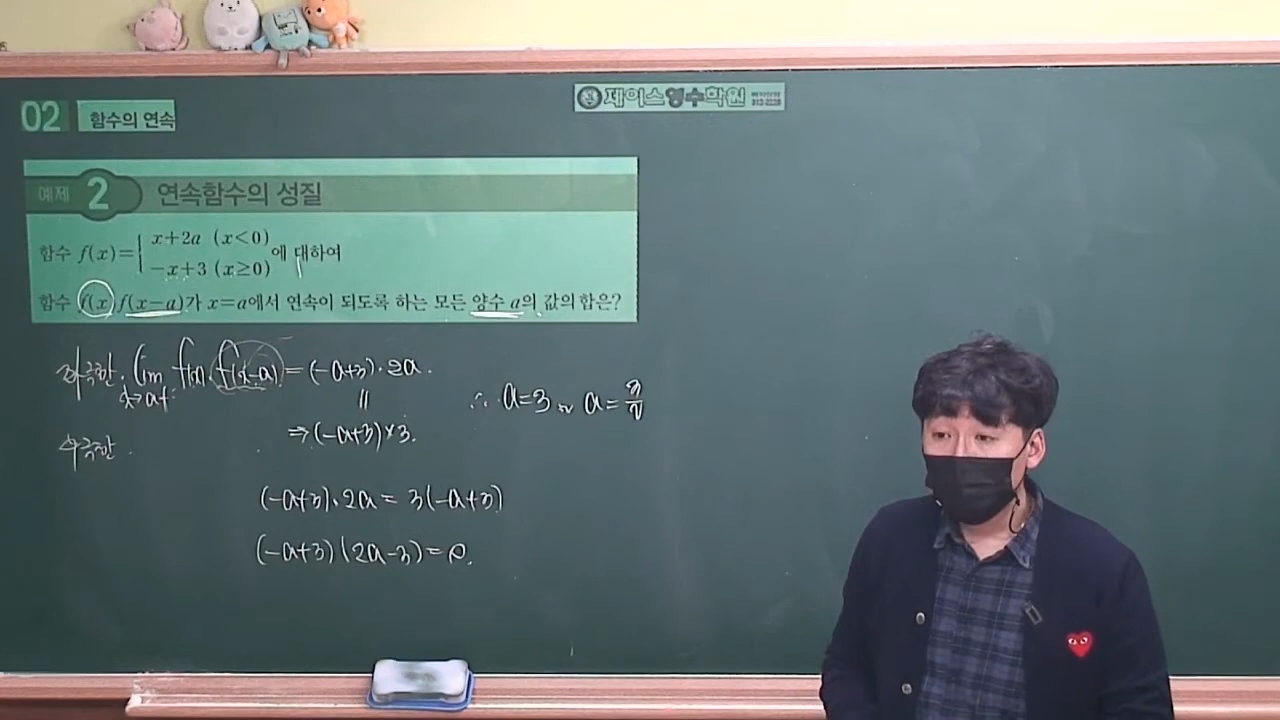 02 함수의 연속
제이스영수학원
예제 2 연속함수의 성질
함수 f(x)={ x+2a (x<0)
-x+3 (x≥0) 에 대하여
함수 f(x)f(x-a)가 x=a에서 연속이 되도록 하는 모든 양수 a의 값의 합은?
좌극한. lim f(x). f(x-a) = (-a+3)·2a.
x→a
||
⇒ (-a+3)×3.
우극한.
∴ a=3 or a=3/2
(-a+3)·2a = 3(-a+3)
(-a+3)(2a-3)=0.